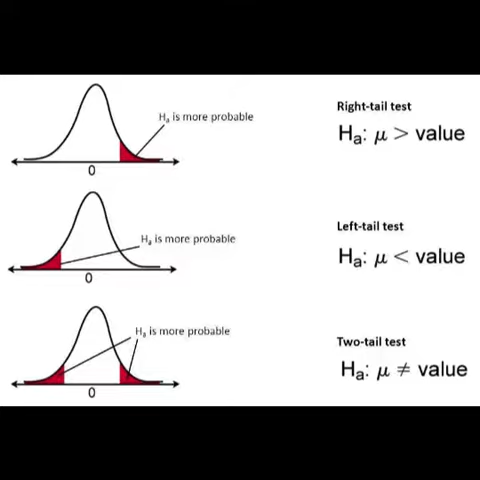 Right-tail test
Hₐ is more probable
Hₐ: μ > value
0
Left-tail test
Hₐ is more probable
Hₐ: μ < value
0
Hₐ is more probable
Two-tail test
Hₐ: μ ≠ value
0